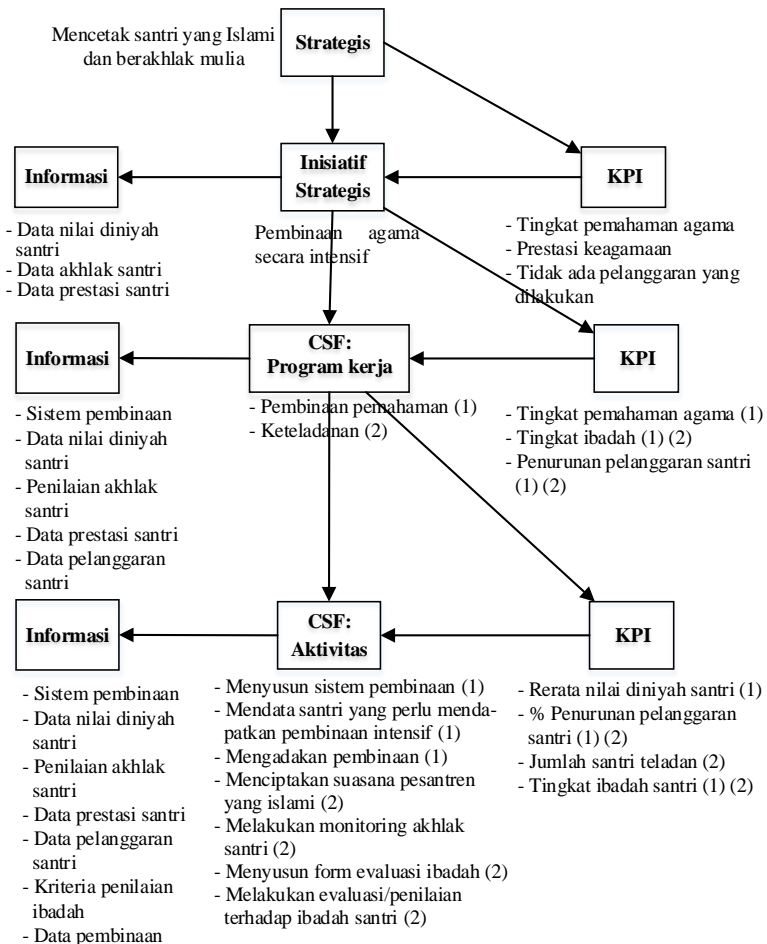 Mencetak santri yang Islami
dan berakhlak mulia
Strategis
Informasi
Inisiatif
Strategis
KPI
- Data nilai diniyah
santri
- Data akhlak santri
- Data prestasi santri
Pembinaan agama
secara intensif
- Tingkat pemahaman agama
- Prestasi keagamaan
- Tidak ada pelanggaran yang
dilakukan
Informasi
CSF:
Program kerja
KPI
- Sistem pembinaan
- Data nilai diniyah
santri
- Penilaian akhlak
santri
- Data prestasi santri
- Data pelanggaran
santri
- Pembinaan pemahaman (1)
- Keteladanan (2)
- Tingkat pemahaman agama (1)
- Tingkat ibadah (1) (2)
- Penurunan pelanggaran santri
(1) (2)
Informasi
CSF:
Aktivitas
KPI
- Sistem pembinaan
- Data nilai diniyah
santri
- Penilaian akhlak
santri
- Data prestasi santri
- Data pelanggaran
santri
- Kriteria penilaian
ibadah
- Data pembinaan
- Menyusun sistem pembinaan (1)
- Mendata santri yang perlu menda-
patkan pembinaan intensif (1)
- Mengadakan pembinaan (1)
- Menciptakan suasana pesantren
yang islami (2)
- Melakukan monitoring akhlak
santri (2)
- Menyusun form evaluasi ibadah (2)
- Melakukan evaluasi/penilaian
terhadap ibadah santri (2)
- Rerata nilai diniyah santri (1)
- % Penurunan pelanggaran
santri (1) (2)
- Jumlah santri teladan (2)
- Tingkat ibadah santri (1) (2)